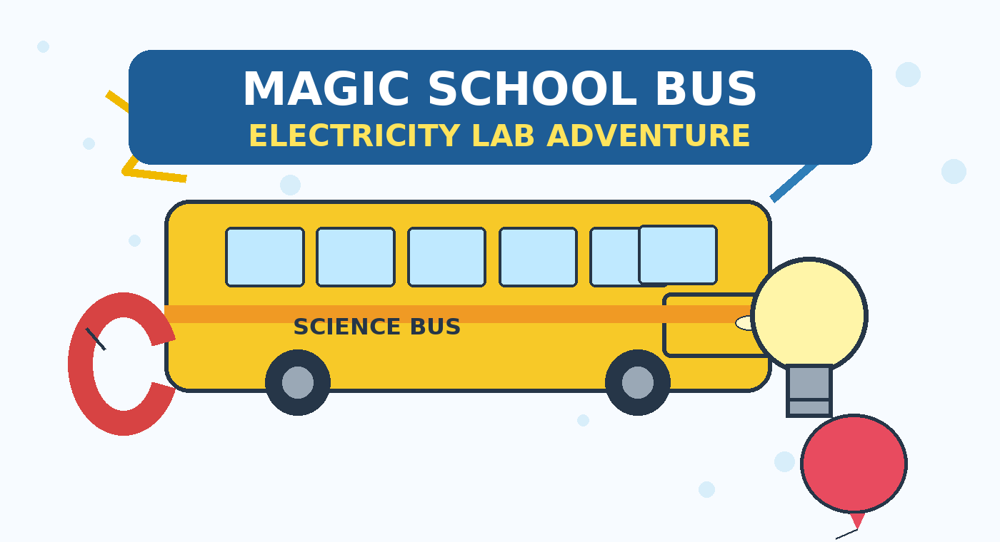 MAGIC SCHOOL BUS
ELECTRICITY LAB ADVENTURE
SCIENCE BUS